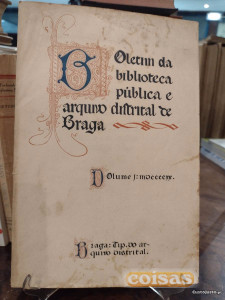 Boletim da
biblioteca
pública e
arquivo distrital de
Braga
Volume I: mcmxx.
Braga: Tip. do ar-
quivo distrital.
coisas